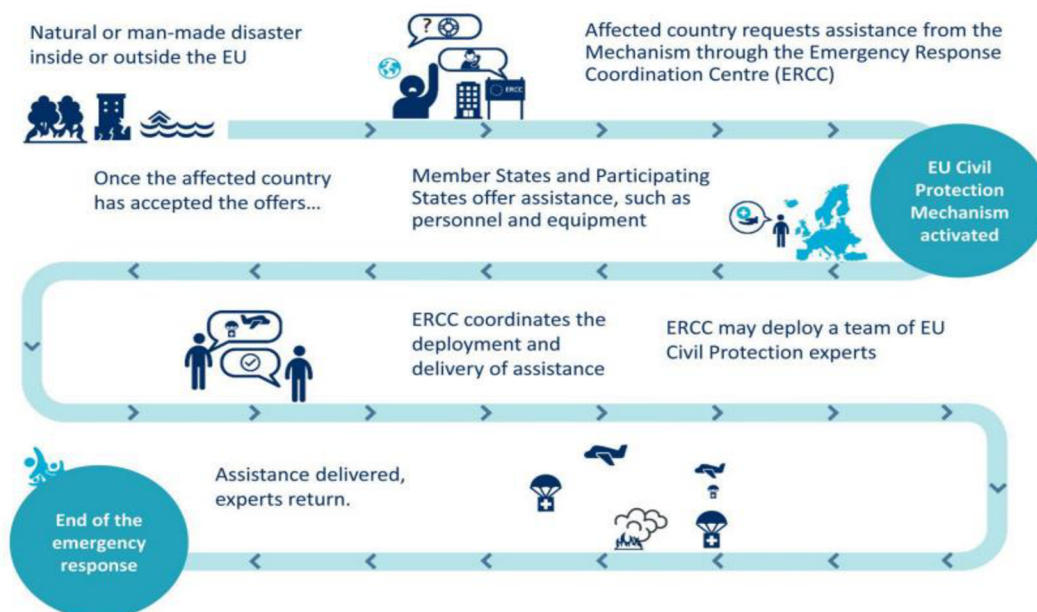 Natural or man-made disaster
inside or outside the EU
?
ERCC
Affected country requests assistance from the
Mechanism through the Emergency Response
Coordination Centre (ERCC)
EU Civil
Protection
Mechanism
activated
Member States and Participating
States offer assistance, such as
personnel and equipment
Once the affected country
has accepted the offers...
ERCC coordinates the
deployment and
delivery of assistance
ERCC may deploy a team of EU
Civil Protection experts
Assistance delivered,
experts return.
End of the
emergency
response